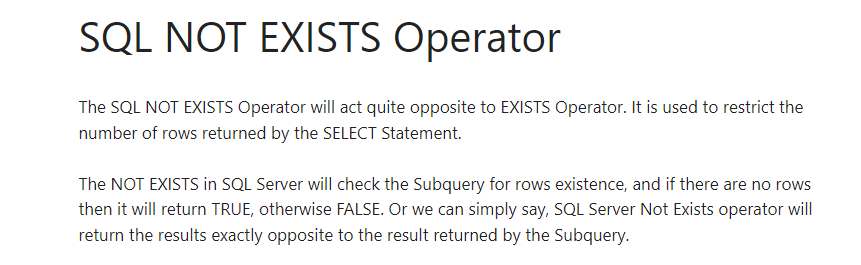 SQL NOT EXISTS Operator
The SQL NOT EXISTS Operator will act quite opposite to EXISTS Operator. It is used to restrict the
number of rows returned by the SELECT Statement.
The NOT EXISTS in SQL Server will check the Subquery for rows existence, and if there are no rows
then it will return TRUE, otherwise FALSE. Or we can simply say, SQL Server Not Exists operator will
return the results exactly opposite to the result returned by the Subquery.